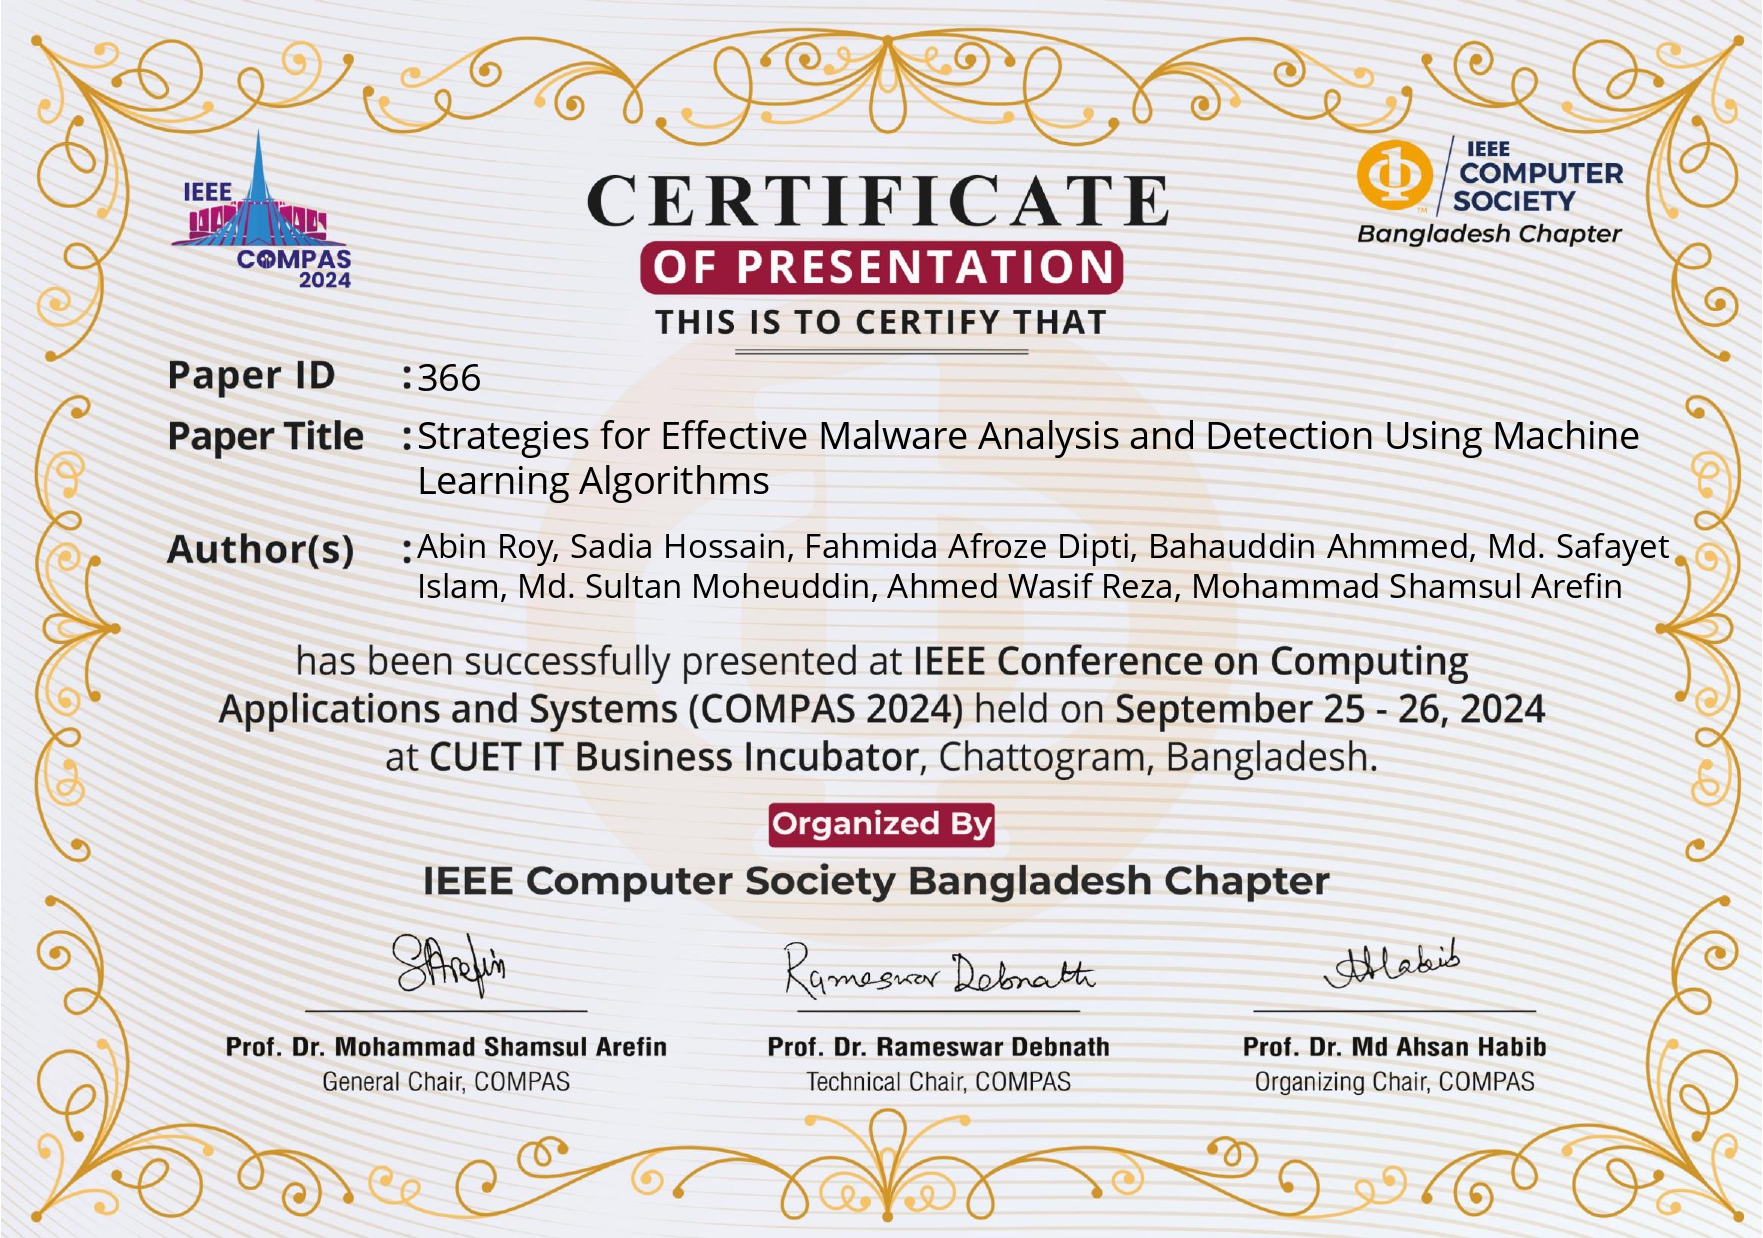 IEEE
COMPAS
2024
CERTIFICATE
OF PRESENTATION
THIS IS TO CERTIFY THAT
IEEE
COMPUTER
SOCIETY
TM
Bangladesh Chapter
Paper ID : 366
Paper Title : Strategies for Effective Malware Analysis and Detection Using Machine
Learning Algorithms
Author(s) : Abin Roy, Sadia Hossain, Fahmida Afroze Dipti, Bahauddin Ahmmed, Md. Safayet
Islam, Md. Sultan Moheuddin, Ahmed Wasif Reza, Mohammad Shamsul Arefin
has been successfully presented at IEEE Conference on Computing
Applications and Systems (COMPAS 2024) held on September 25 - 26, 2024
at CUET IT Business Incubator, Chattogram, Bangladesh.
Organized By
IEEE Computer Society Bangladesh Chapter
SArefin
Rameswar Debnath
AHabib
Prof. Dr. Mohammad Shamsul Arefin
General Chair, COMPAS
Prof. Dr. Rameswar Debnath
Technical Chair, COMPAS
Prof. Dr. Md Ahsan Habib
Organizing Chair, COMPAS